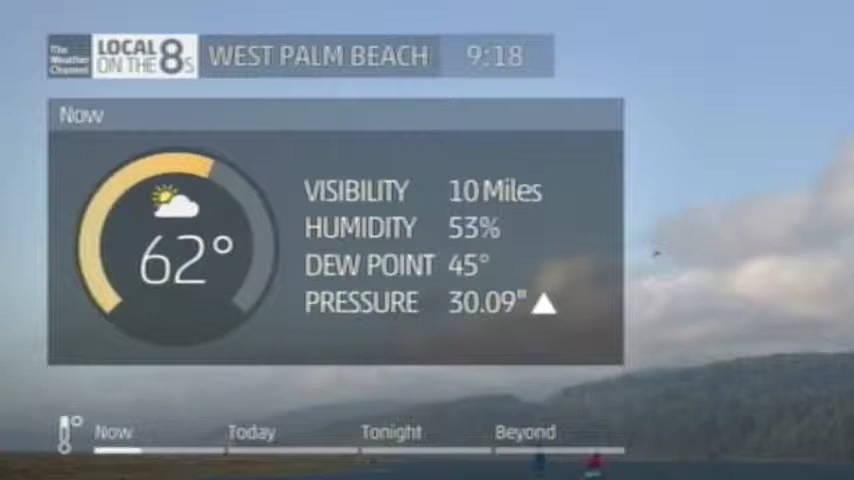 The Weather Channel
LOCAL ON THE 8s
WEST PALM BEACH 9:18
Now
62°
VISIBILITY 10 Miles
HUMIDITY 53%
DEW POINT 45°
PRESSURE 30.09"
Now Today Tonight Beyond